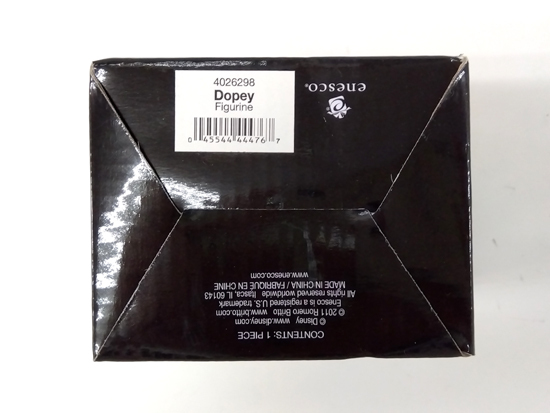 4026298
Dopey
Figurine
0 45544 44476 7
enesco.
CONTENTS: 1 PIECE
© Disney www.disney.com
© 2011 Romero Britto www.britto.com
Enesco is a registered U.S. trademark
All rights reserved worldwide Itasca, IL 60143
MADE IN CHINA / FABRIQUE EN CHINE
www.enesco.com